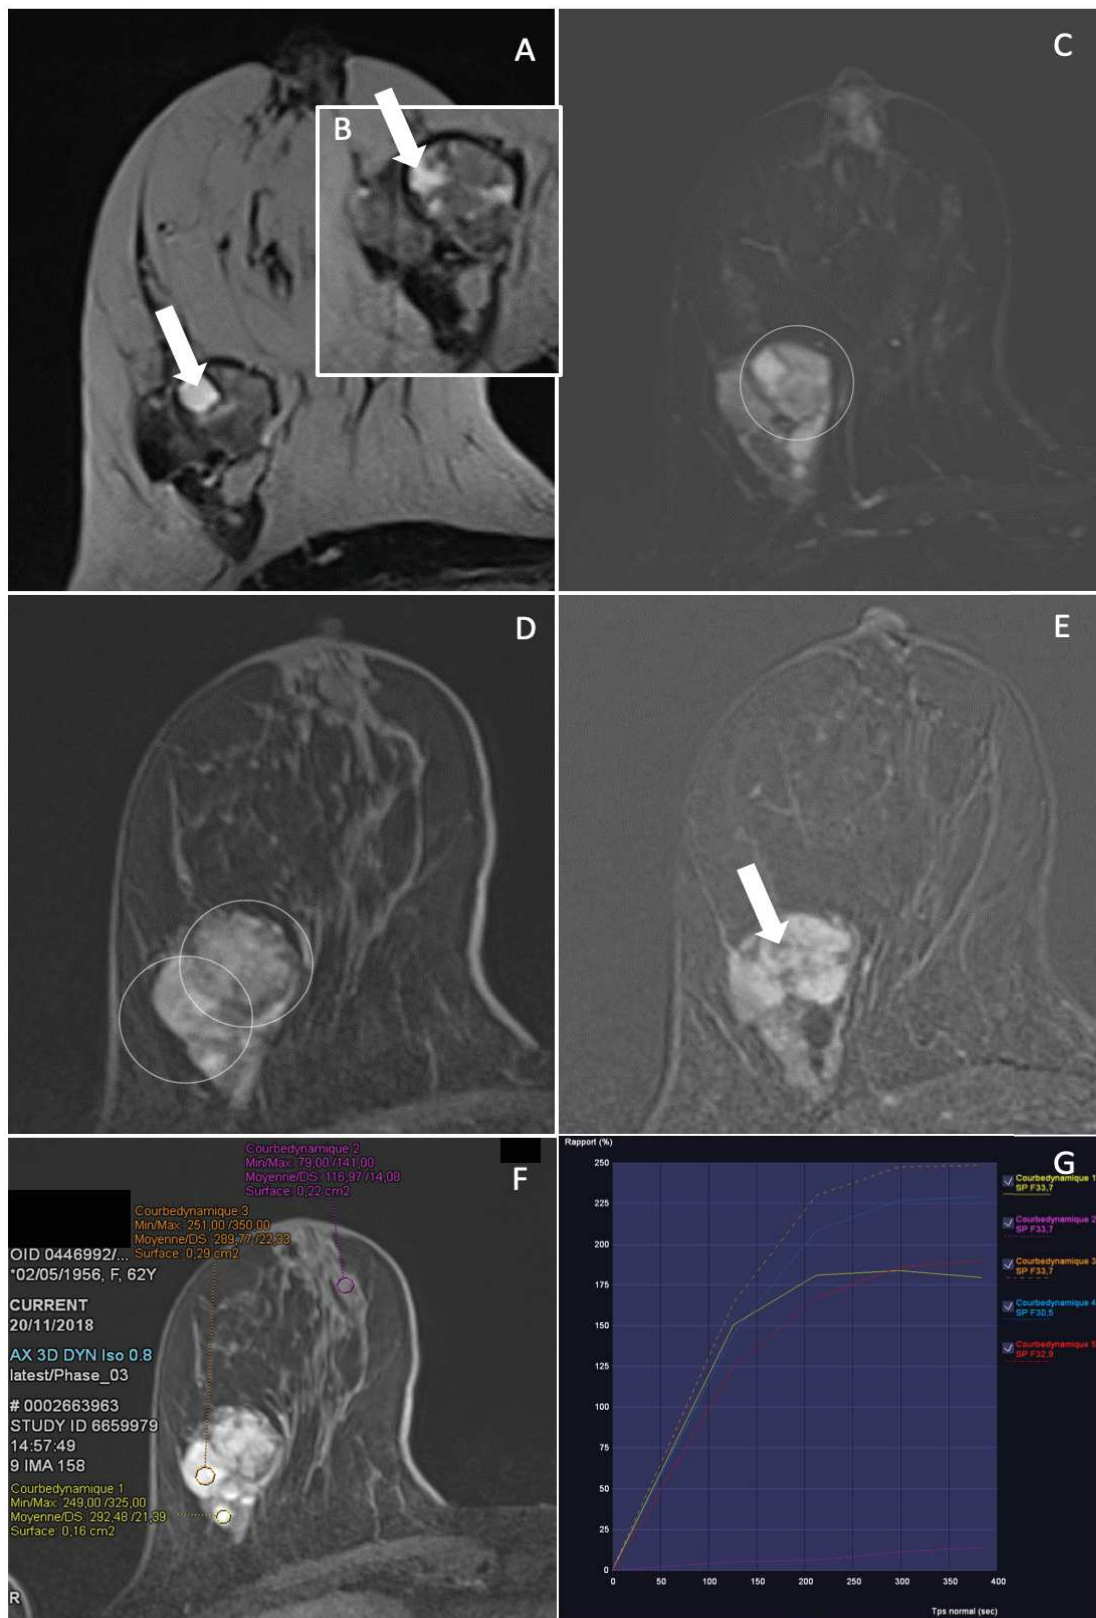 A
B
C
D
E
F
Courbedynamique 2
Min/Max: 79,00 /141,00
Moyenne/DS: 116,97 /14,08
Surface: 0,22 cm2
Courbedynamique 3
Min/Max: 251,00 /350,00
Moyenne/DS: 289,77 /22,33
Surface: 0,29 cm2
OID 0446992/...
*02/05/1956, F, 62Y
CURRENT
20/11/2018
AX 3D DYN Iso 0.8
latest/Phase_03
# 0002663963
STUDY ID 6659979
14:57:49
9 IMA 158
Courbedynamique 1
Min/Max: 249,00 /325,00
Moyenne/DS: 292,48 /21,39
Surface: 0,16 cm2
R
G
Rapport (%)
250
225
200
175
150
125
100
75
50
25
0
0 50 100 150 200 250 300 350 400
Tps normal (sec)
Courbedynamique 1
SP F33,7
Courbedynamique 2
SP F33,7
Courbedynamique 3
SP F33,7
Courbedynamique 4
SP F30,5
Courbedynamique 5
SP F32,9